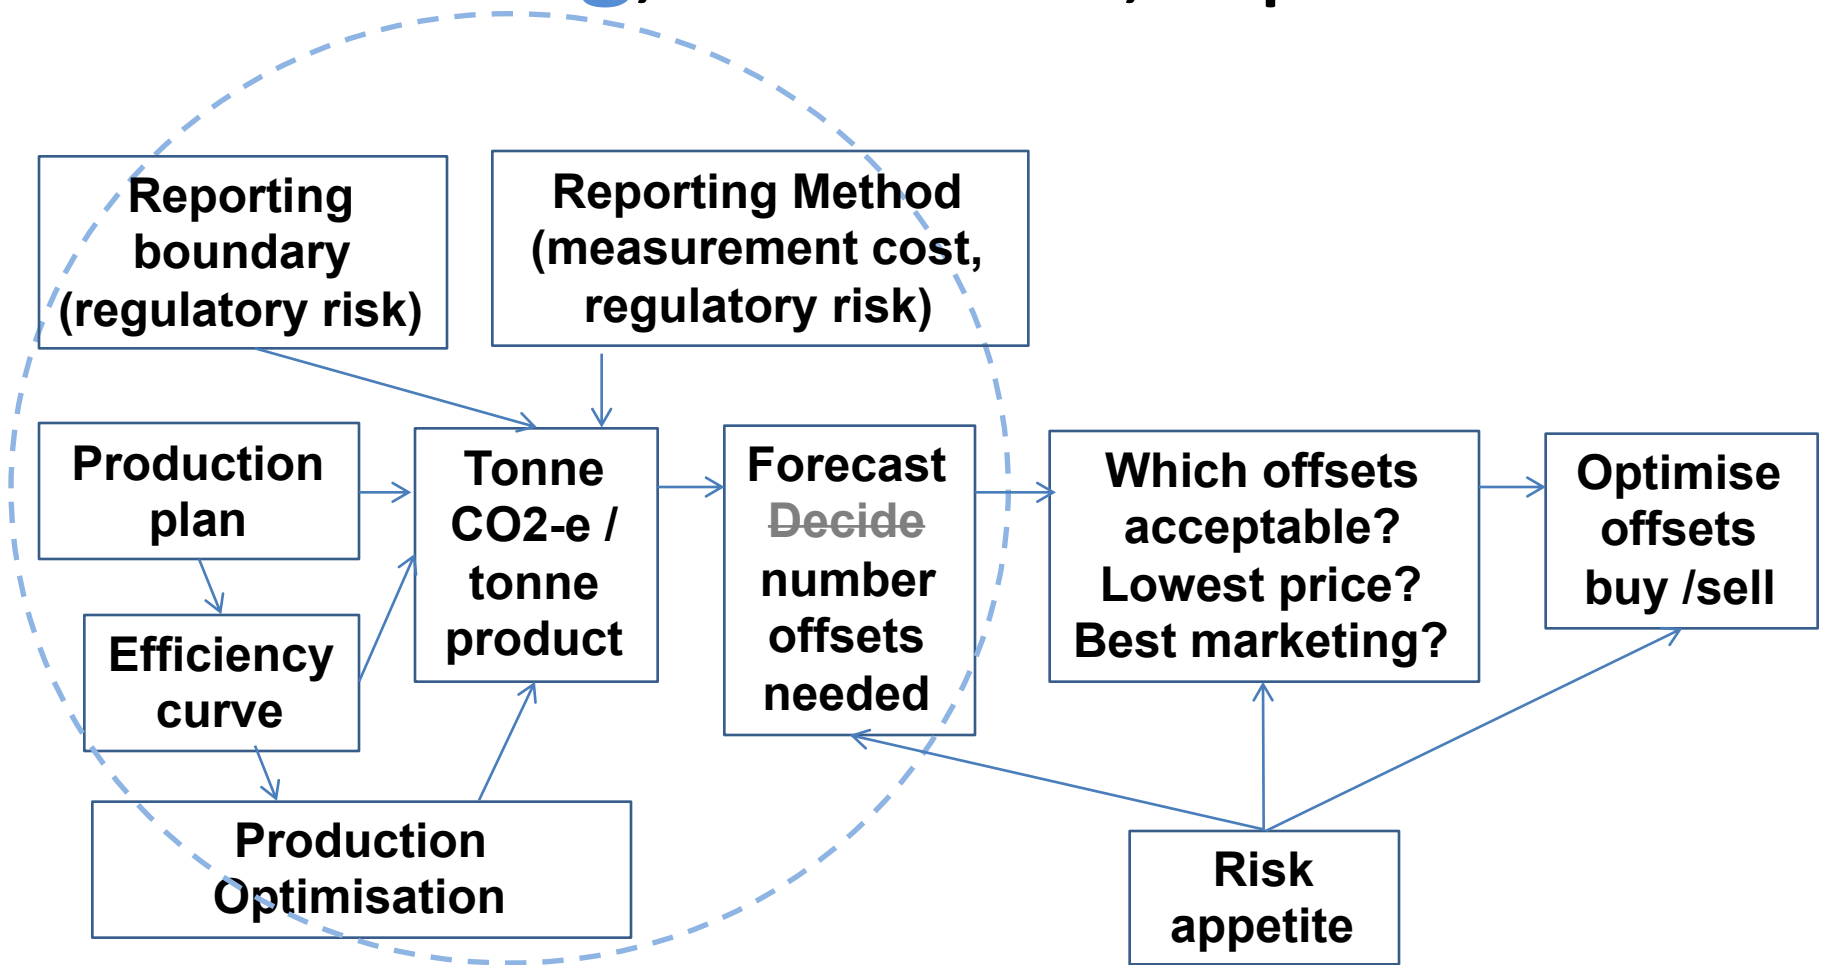 Reporting
boundary
(regulatory risk)
Reporting Method
(measurement cost,
regulatory risk)
Production
plan
Tonne
CO2-e /
tonne
product
Forecast
Decide
number
offsets
needed
Which offsets
acceptable?
Lowest price?
Best marketing?
Optimise
offsets
buy /sell
Efficiency
curve
Production
Optimisation
Risk
appetite